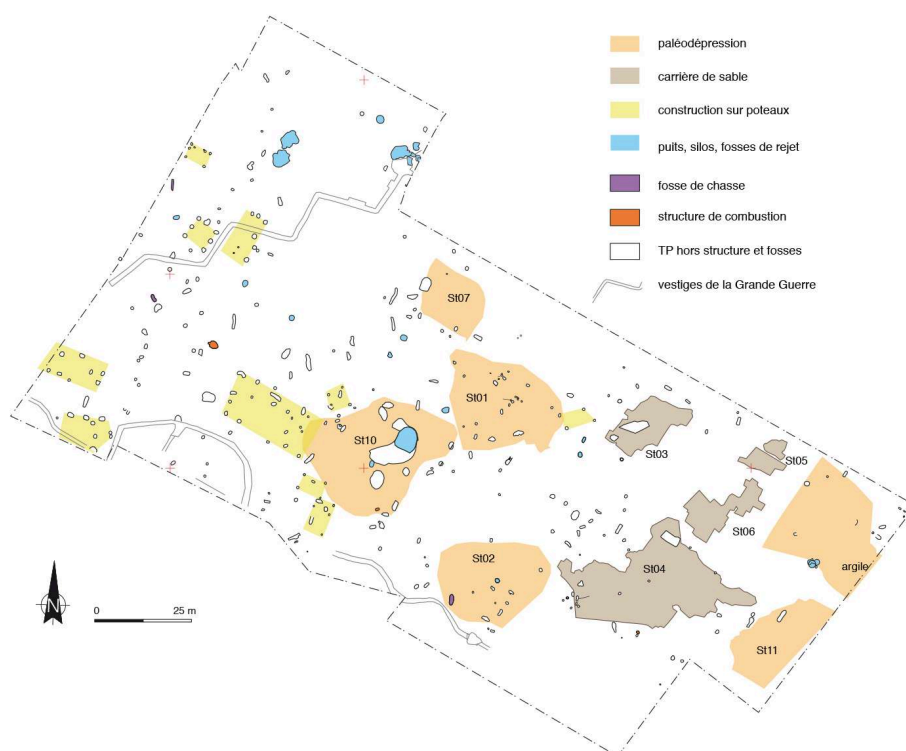 paléodépression
carrière de sable
construction sur poteaux
puits, silos, fosses de rejet
fosse de chasse
structure de combustion
TP hors structure et fosses
vestiges de la Grande Guerre
St07
St01
St10
St03
St05
St06
St02
St04
argile
St11
N
0 25 m